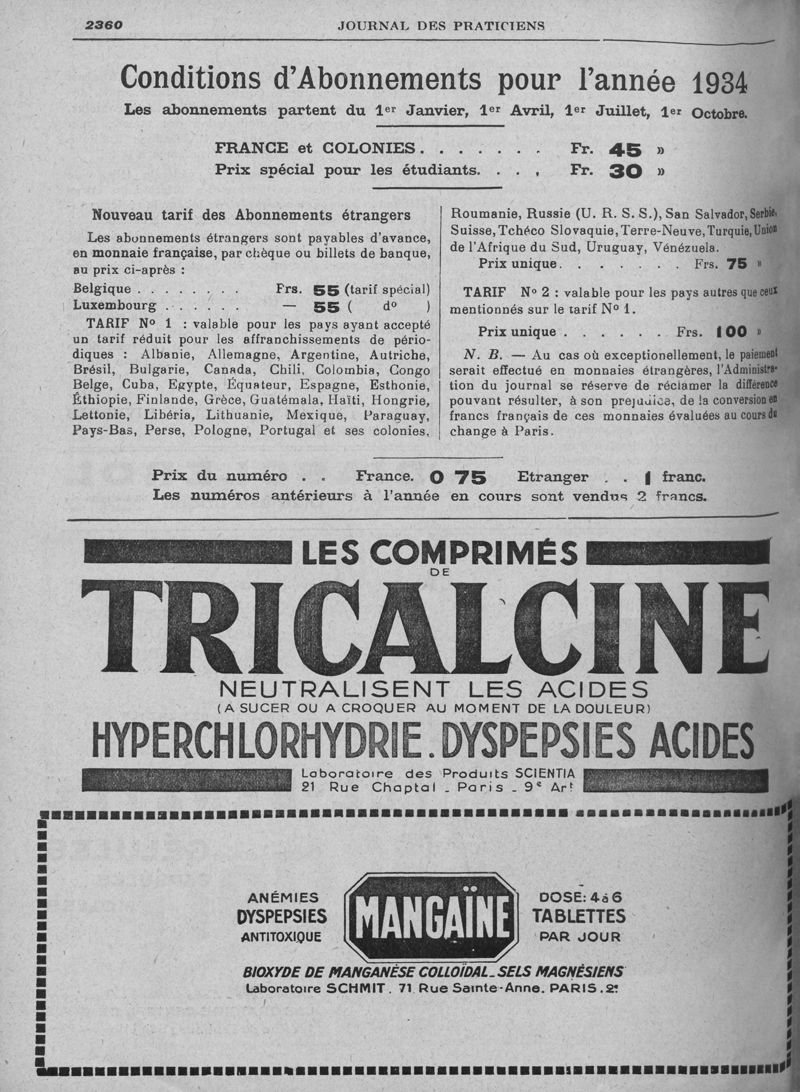 2360
JOURNAL DES PRATICIENS
Conditions d'Abonnements pour l'année 1934
Les abonnements partent du 1er Janvier, 1er Avril, 1er Juillet, 1er Octobre.
FRANCE et COLONIES. . . . . . . Fr. 45 »
Prix spécial pour les étudiants. . . . Fr. 30 »
Nouveau tarif des Abonnements étrangers
Les abonnements étrangers sont payables d'avance,
en monnaie française, par chèque ou billets de banque,
au prix ci-après :
Belgique . . . . . . . . Frs. 55 (tarif spécial)
Luxembourg . . . . . . — 55 ( do )
TARIF No 1 : valable pour les pays ayant accepté
un tarif réduit pour les affranchissements de pério-
diques : Albanie, Allemagne, Argentine, Autriche,
Brésil, Bulgarie, Canada, Chili, Colombia, Congo
Belge, Cuba, Egypte, Équateur, Espagne, Esthonie,
Éthiopie, Finlande, Grèce, Guatémala, Haïti, Hongrie,
Lettonie, Libéria, Lithuanie, Mexique, Paraguay,
Pays-Bas, Perse, Pologne, Portugal et ses colonies,
Roumanie, Russie (U. R. S. S.), San Salvador, Serbie,
Suisse, Tchéco Slovaquie, Terre-Neuve, Turquie, Union
de l'Afrique du Sud, Uruguay, Vénézuela.
Prix unique. . . . . . . . Frs. 75 »
TARIF No 2 : valable pour les pays autres que ceux
mentionnés sur le tarif No 1.
Prix unique . . . . . . Frs. 100 »
N. B. — Au cas où exceptionellement, le paiement
serait effectué en monnaies étrangères, l'Administra-
tion du journal se réserve de réclamer la différence
pouvant résulter, à son prejudice, de la conversion en
francs français de ces monnaies évaluées au cours du
change à Paris.
Prix du numéro . . France. 0 75 Etranger . . 1 franc.
Les numéros antérieurs à l'année en cours sont vendus 2 francs.
LES COMPRIMÉS
DE
TRICALCINE
NEUTRALISENT LES ACIDES
(A SUCER OU A CROQUER AU MOMENT DE LA DOULEUR)
HYPERCHLORHYDRIE. DYSPEPSIES ACIDES
Laboratoire des Produits SCIENTIA
21 Rue Chaptal - Paris - 9e Arrt
ANÉMIES
DYSPEPSIES
ANTITOXIQUE
MANGAÏNE
DOSE: 4 à 6
TABLETTES
PAR JOUR
BIOXYDE DE MANGANÈSE COLLOÏDAL - SELS MAGNÉSIENS
Laboratoire SCHMIT. 71 Rue Sainte-Anne. PARIS. 2e